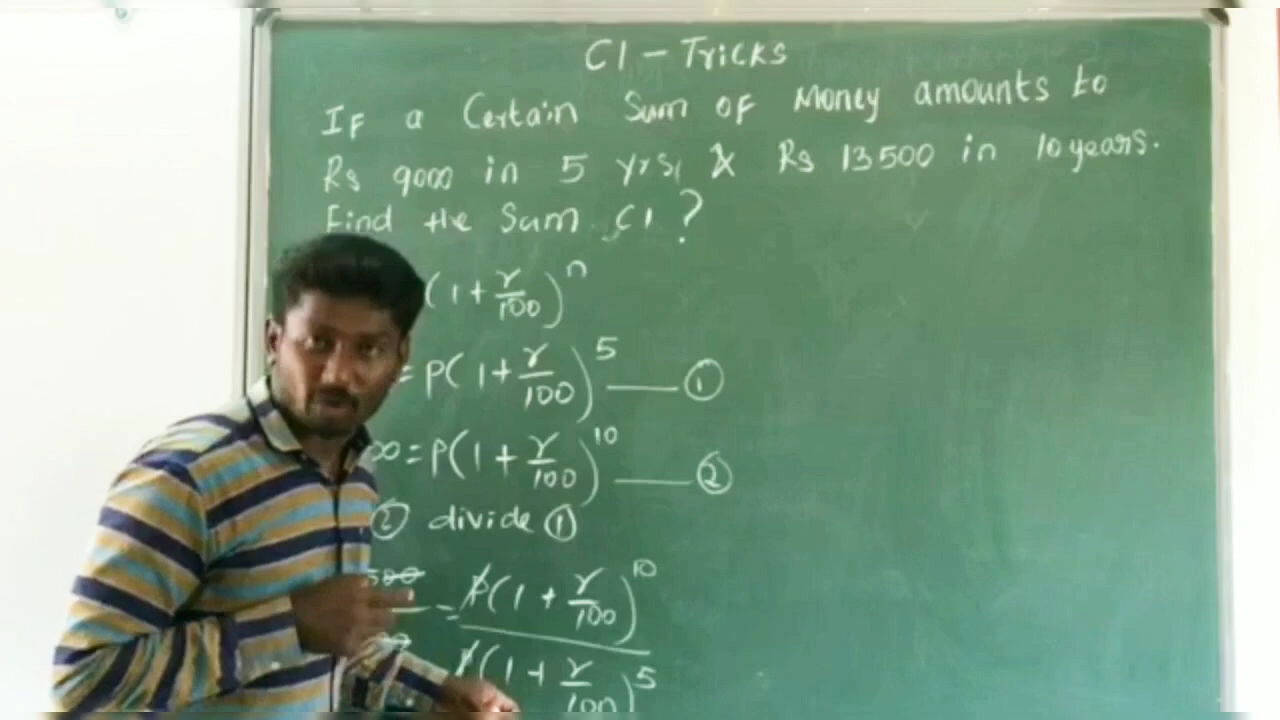 CI - Tricks
IF a Certain Sum OF Money amounts to
Rs 9000 in 5 yrs, & Rs 13500 in 10 years.
Find the Sum CI ?
(1 + r/100)^n
= P(1 + r/100)^5 —— ①
00 = P(1 + r/100)^10 —— ②
② divide ①
500 = P(1 + r/100)^10
P(1 + r/100)^5